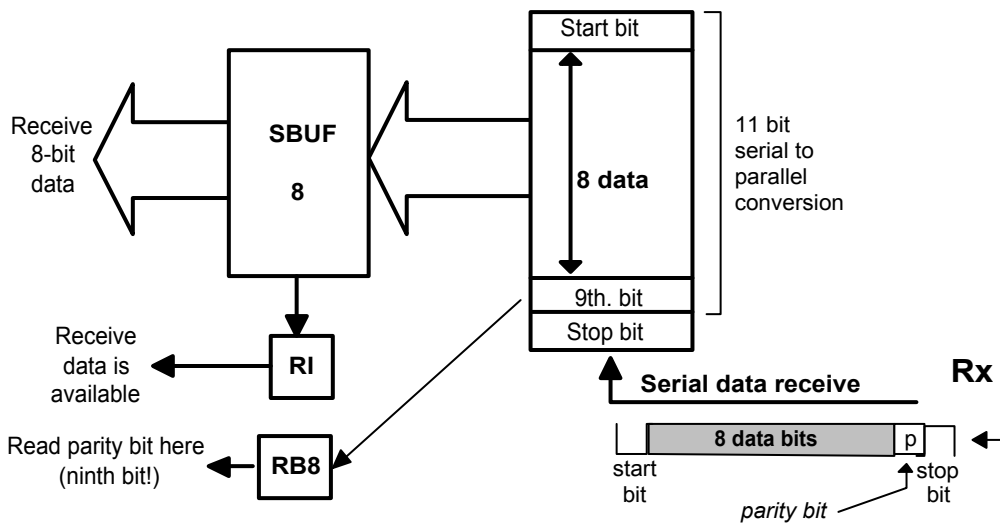 Start bit
Receive
8-bit
data
SBUF
8
8 data
11 bit
serial to
parallel
conversion
9th. bit
Stop bit
Receive
data is
available
RI
Serial data receive
Rx
Read parity bit here
(ninth bit!)
RB8
8 data bits
p
start
bit
stop
bit
parity bit